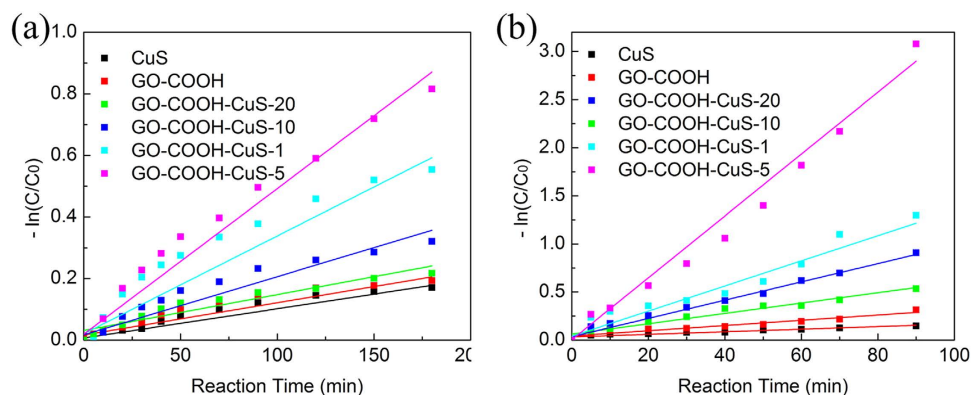 (a)
1.0
0.8
0.6
0.4
0.2
0.0
- ln(C/C₀)
CuS
GO-COOH
GO-COOH-CuS-20
GO-COOH-CuS-10
GO-COOH-CuS-1
GO-COOH-CuS-5
0 50 100 150 20
Reaction Time (min)
(b)
3.0
2.5
2.0
1.5
1.0
0.5
0.0
- ln(C/C₀)
CuS
GO-COOH
GO-COOH-CuS-20
GO-COOH-CuS-10
GO-COOH-CuS-1
GO-COOH-CuS-5
0 20 40 60 80 100
Reaction Time (min)